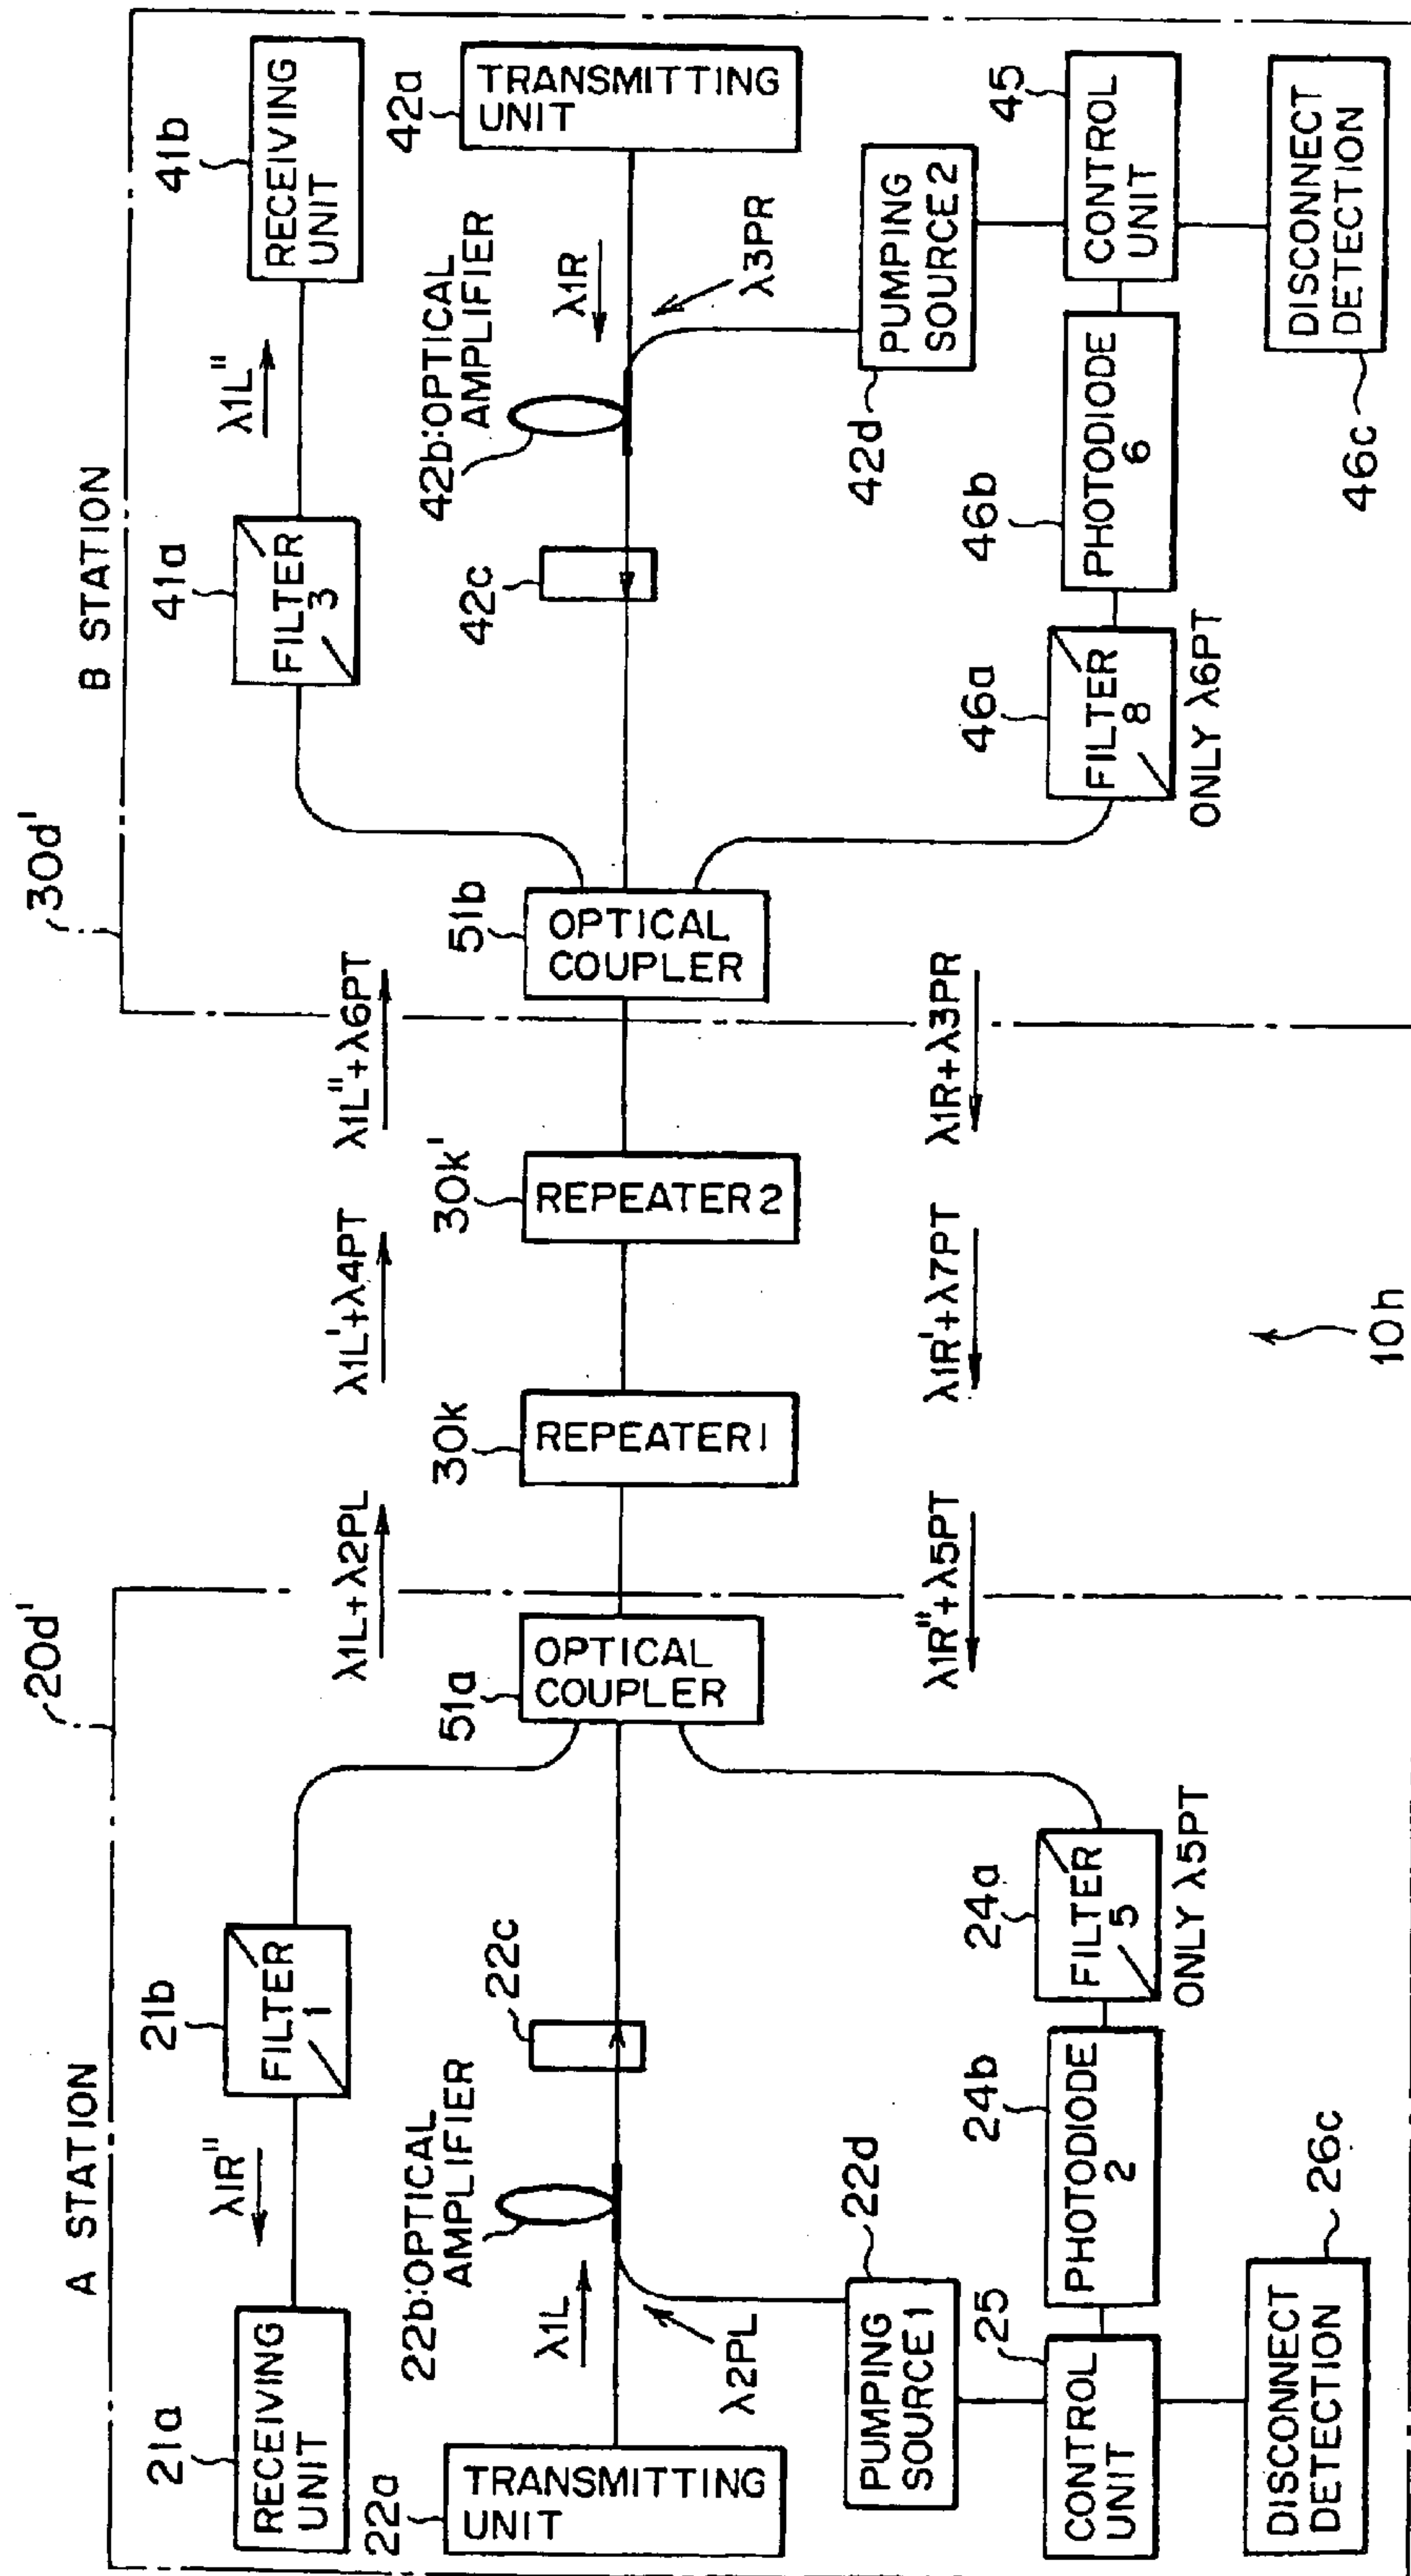 20d'
30d'
A STATION
B STATION
21a
RECEIVING
UNIT
λ1R"
21b
FILTER
1
22a
TRANSMITTING
UNIT
22b:OPTICAL
AMPLIFIER
λ1L
λ2PL
22c
22d
PUMPING
SOURCE 1
25
CONTROL
UNIT
24b
PHOTODIODE
2
24a
FILTER
5
ONLY λ5PT
26c
DISCONNECT
DETECTION
51a
OPTICAL
COUPLER
λ1L+λ2PL
λ1R"+λ5PT
30k
REPEATER1
λ1L'+λ4PT
λ1R'+λ7PT
30k'
REPEATER2
λ1L"+λ6PT
λ1R+λ3PR
10h
51b
OPTICAL
COUPLER
41a
FILTER
3
λ1L"
41b
RECEIVING
UNIT
42c
42b:OPTICAL
AMPLIFIER
λ1R
λ3PR
42a
TRANSMITTING
UNIT
42d
PUMPING
SOURCE 2
46a
FILTER
8
ONLY λ6PT
46b
PHOTODIODE
6
45
CONTROL
UNIT
46c
DISCONNECT
DETECTION